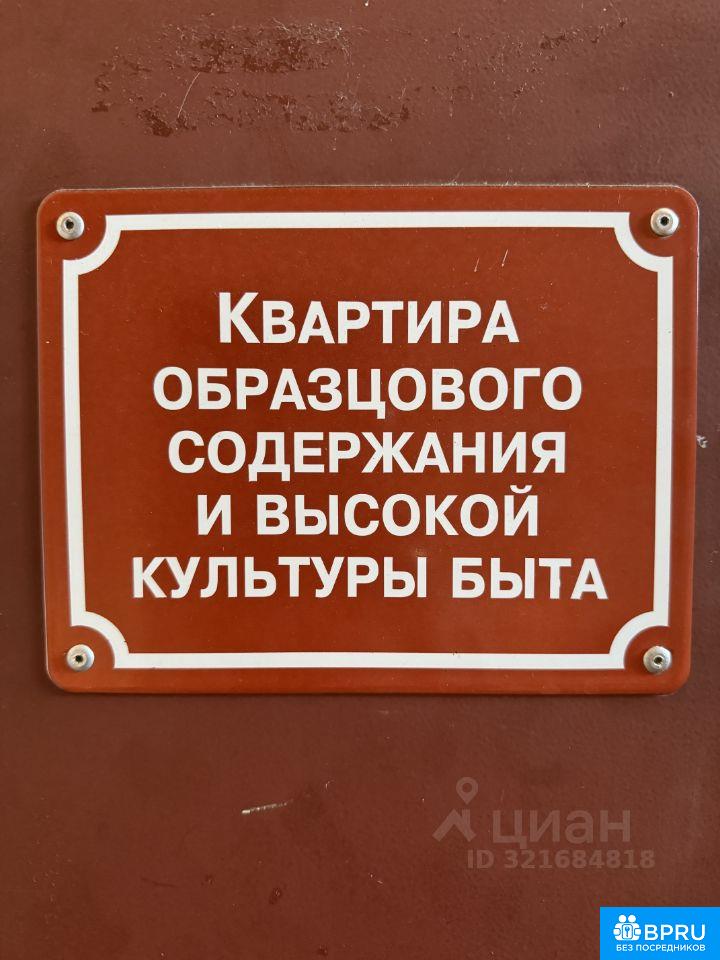 КВАРТИРА
ОБРАЗЦОВОГО
СОДЕРЖАНИЯ
И ВЫСОКОЙ
КУЛЬТУРЫ БЫТА
циан
ID 321684818
BPRU
БЕЗ ПОСРЕДНИКОВ